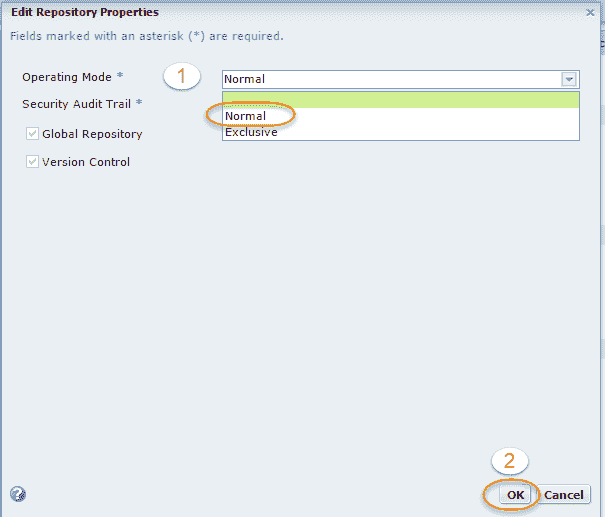 Edit Repository Properties
Fields marked with an asterisk (*) are required.
Operating Mode * 1 Normal
Security Audit Trail *
Normal
Exclusive
Global Repository
Version Control
2
OK Cancel